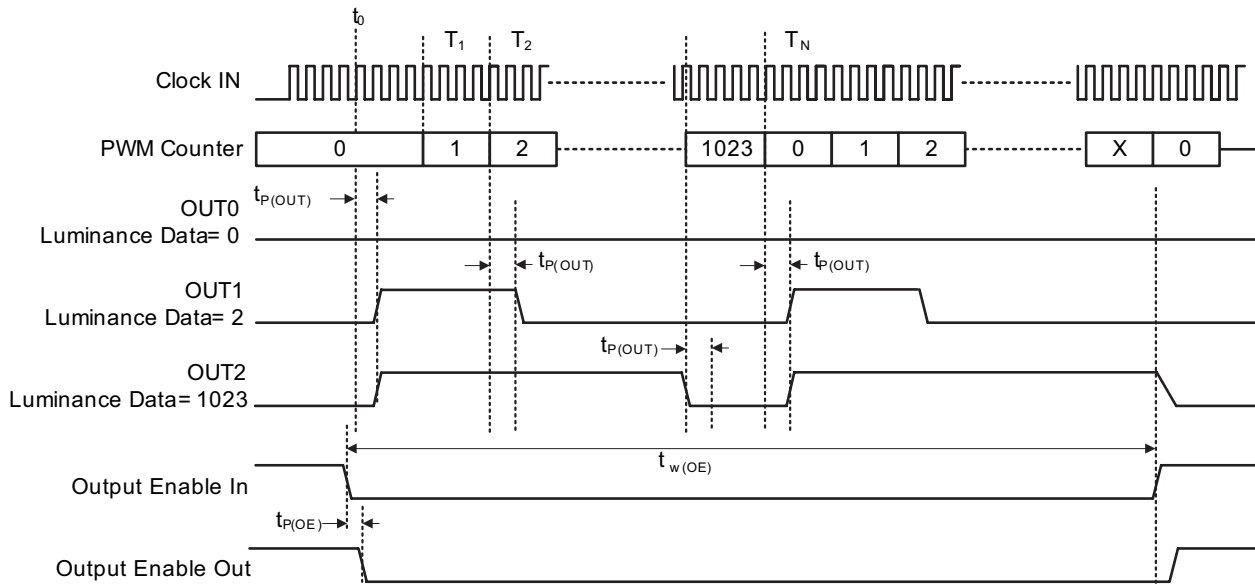 t0
T1 T2 TN
Clock IN
PWM Counter 0 1 2 1023 0 1 2 X 0
tP(OUT)
OUT0
Luminance Data= 0
tP(OUT) tP(OUT)
OUT1
Luminance Data= 2
tP(OUT)
OUT2
Luminance Data= 1023
tw(OE)
Output Enable In
tP(OE)
Output Enable Out